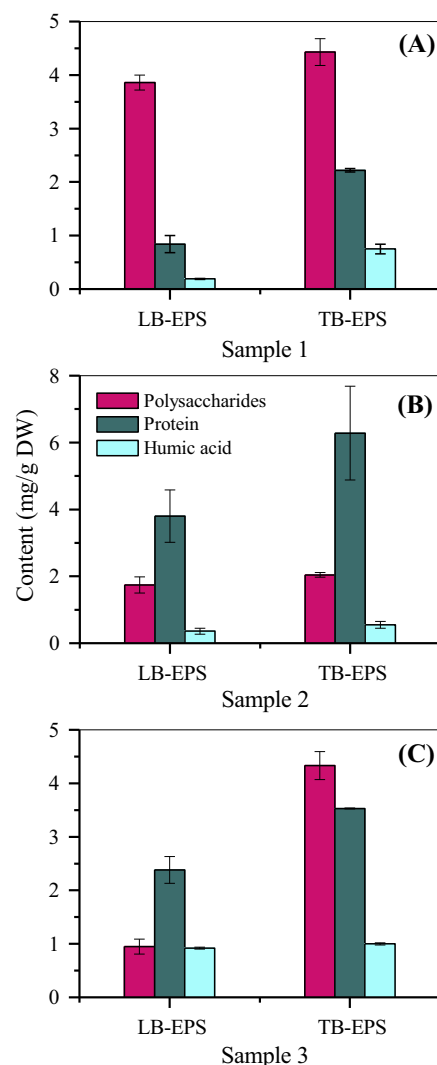 (A)
5
4
3
2
1
0
LB-EPS TB-EPS
Sample 1
Content (mg/g DW)
(B)
Polysaccharides
Protein
Humic acid
8
6
4
2
0
LB-EPS TB-EPS
Sample 2
(C)
5
4
3
2
1
0
LB-EPS TB-EPS
Sample 3